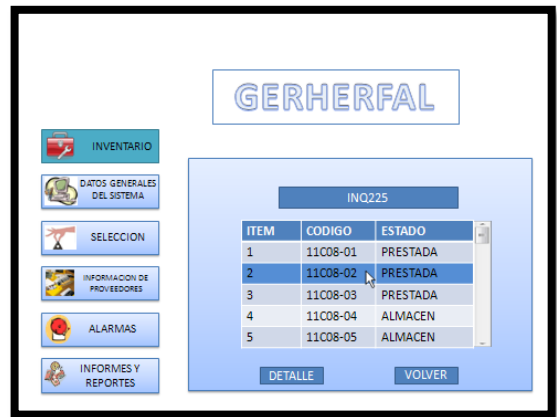 GERHERFAL
INVENTARIO
DATOS GENERALES
DEL SISTEMA
SELECCION
INFORMACION DE
PROVEEDORES
ALARMAS
INFORMES Y
REPORTES
INQ225
ITEM CODIGO ESTADO
1 11C08-01 PRESTADA
2 11C08-02 PRESTADA
3 11C08-03 PRESTADA
4 11C08-04 ALMACEN
5 11C08-05 ALMACEN
DETALLE VOLVER